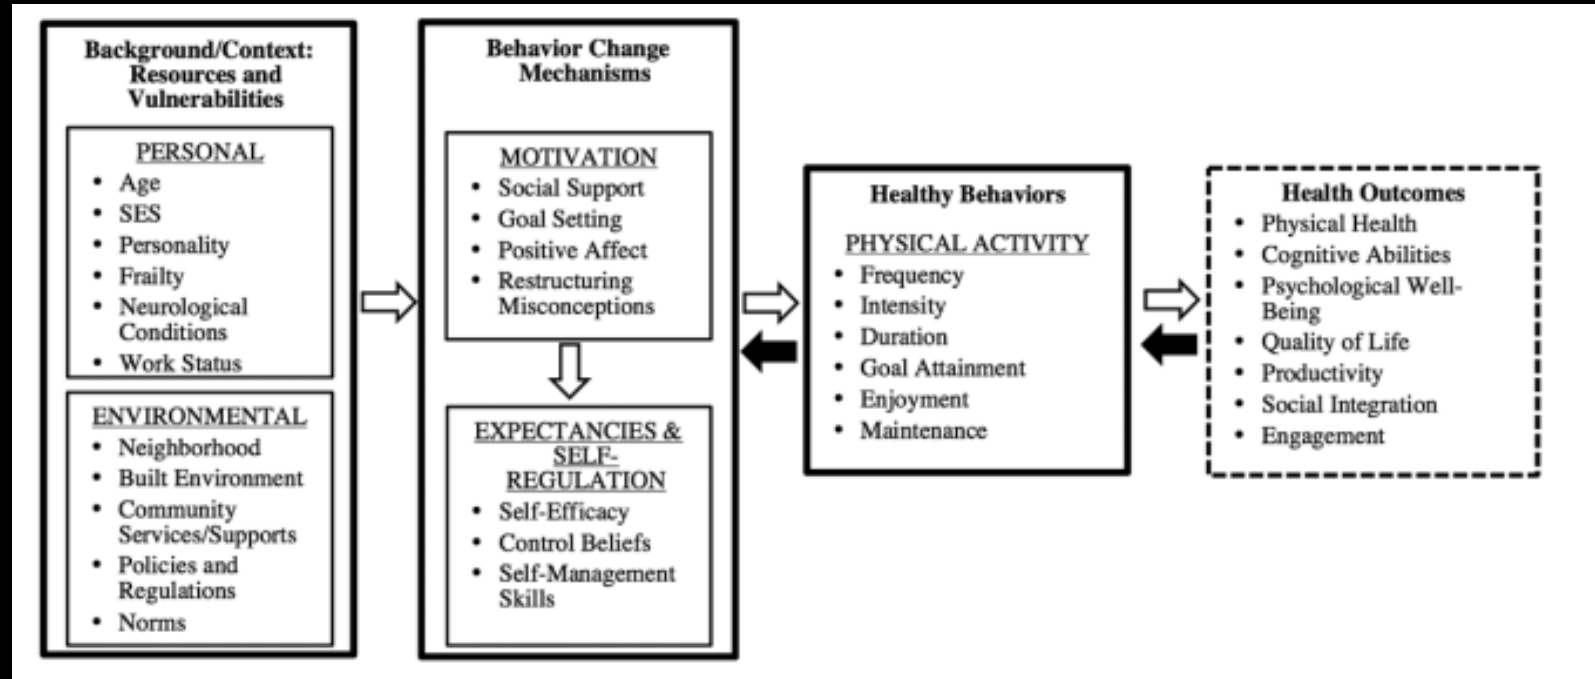 Background/Context:
Resources and
Vulnerabilities
PERSONAL
• Age
• SES
• Personality
• Frailty
• Neurological
Conditions
• Work Status
ENVIRONMENTAL
• Neighborhood
• Built Environment
• Community
Services/Supports
• Policies and
Regulations
• Norms
Behavior Change
Mechanisms
MOTIVATION
• Social Support
• Goal Setting
• Positive Affect
• Restructuring
Misconceptions
EXPECTANCIES &
SELF-
REGULATION
• Self-Efficacy
• Control Beliefs
• Self-Management
Skills
Healthy Behaviors
PHYSICAL ACTIVITY
• Frequency
• Intensity
• Duration
• Goal Attainment
• Enjoyment
• Maintenance
Health Outcomes
• Physical Health
• Cognitive Abilities
• Psychological Well-
Being
• Quality of Life
• Productivity
• Social Integration
• Engagement